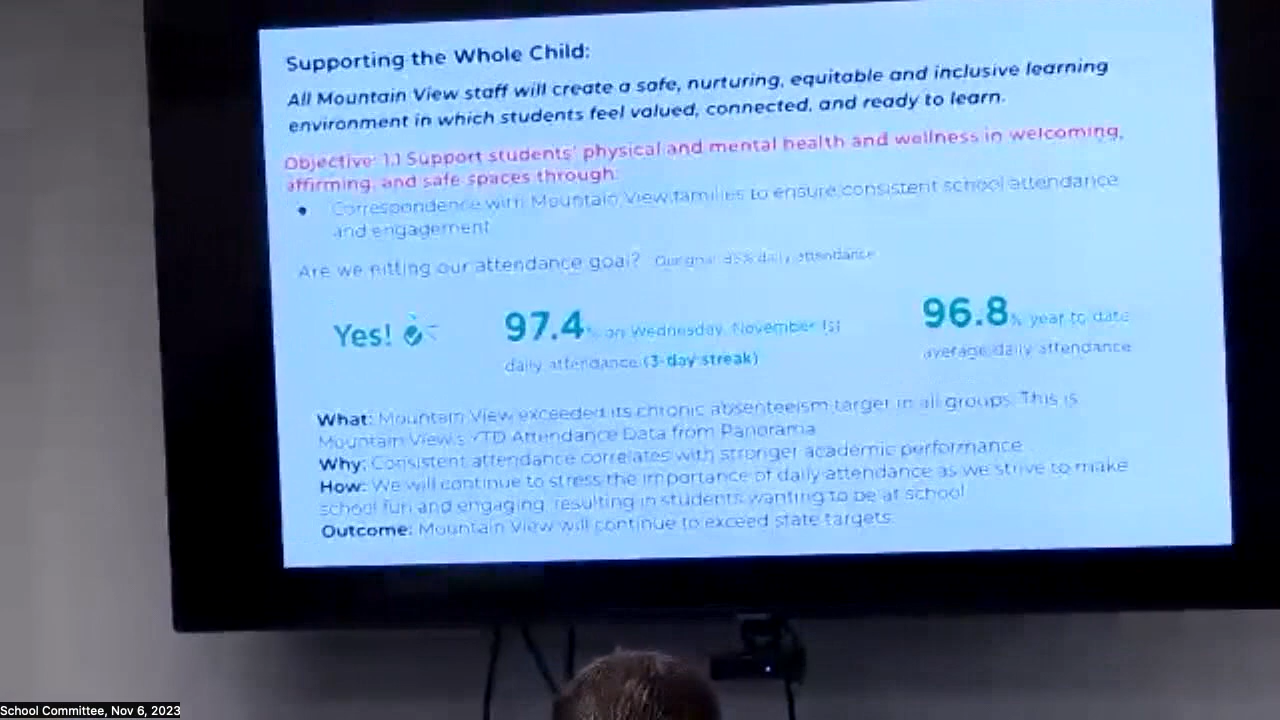 Supporting the Whole Child:
All Mountain View staff will create a safe, nurturing, equitable and inclusive learning
environment in which students feel valued, connected, and ready to learn.
Objective: 1.1 Support students' physical and mental health and wellness in welcoming,
affirming, and safe spaces through:
• Correspondence with Mountain View families to ensure consistent school attendance
and engagement
Are we hitting our attendance goal? Our goal: 95% daily attendance
Yes! 97.4% on Wednesday, November 1st 96.8% year to date
daily attendance (3-day streak) average daily attendance
What: Mountain View exceeded its chronic absenteeism target in all groups. This is
Mountain View's YTD Attendance Data from Panorama
Why: Consistent attendance correlates with stronger academic performance
How: We will continue to stress the importance of daily attendance as we strive to make
school fun and engaging, resulting in students wanting to be at school
Outcome: Mountain View will continue to exceed state targets.
School Committee, Nov 6, 2023